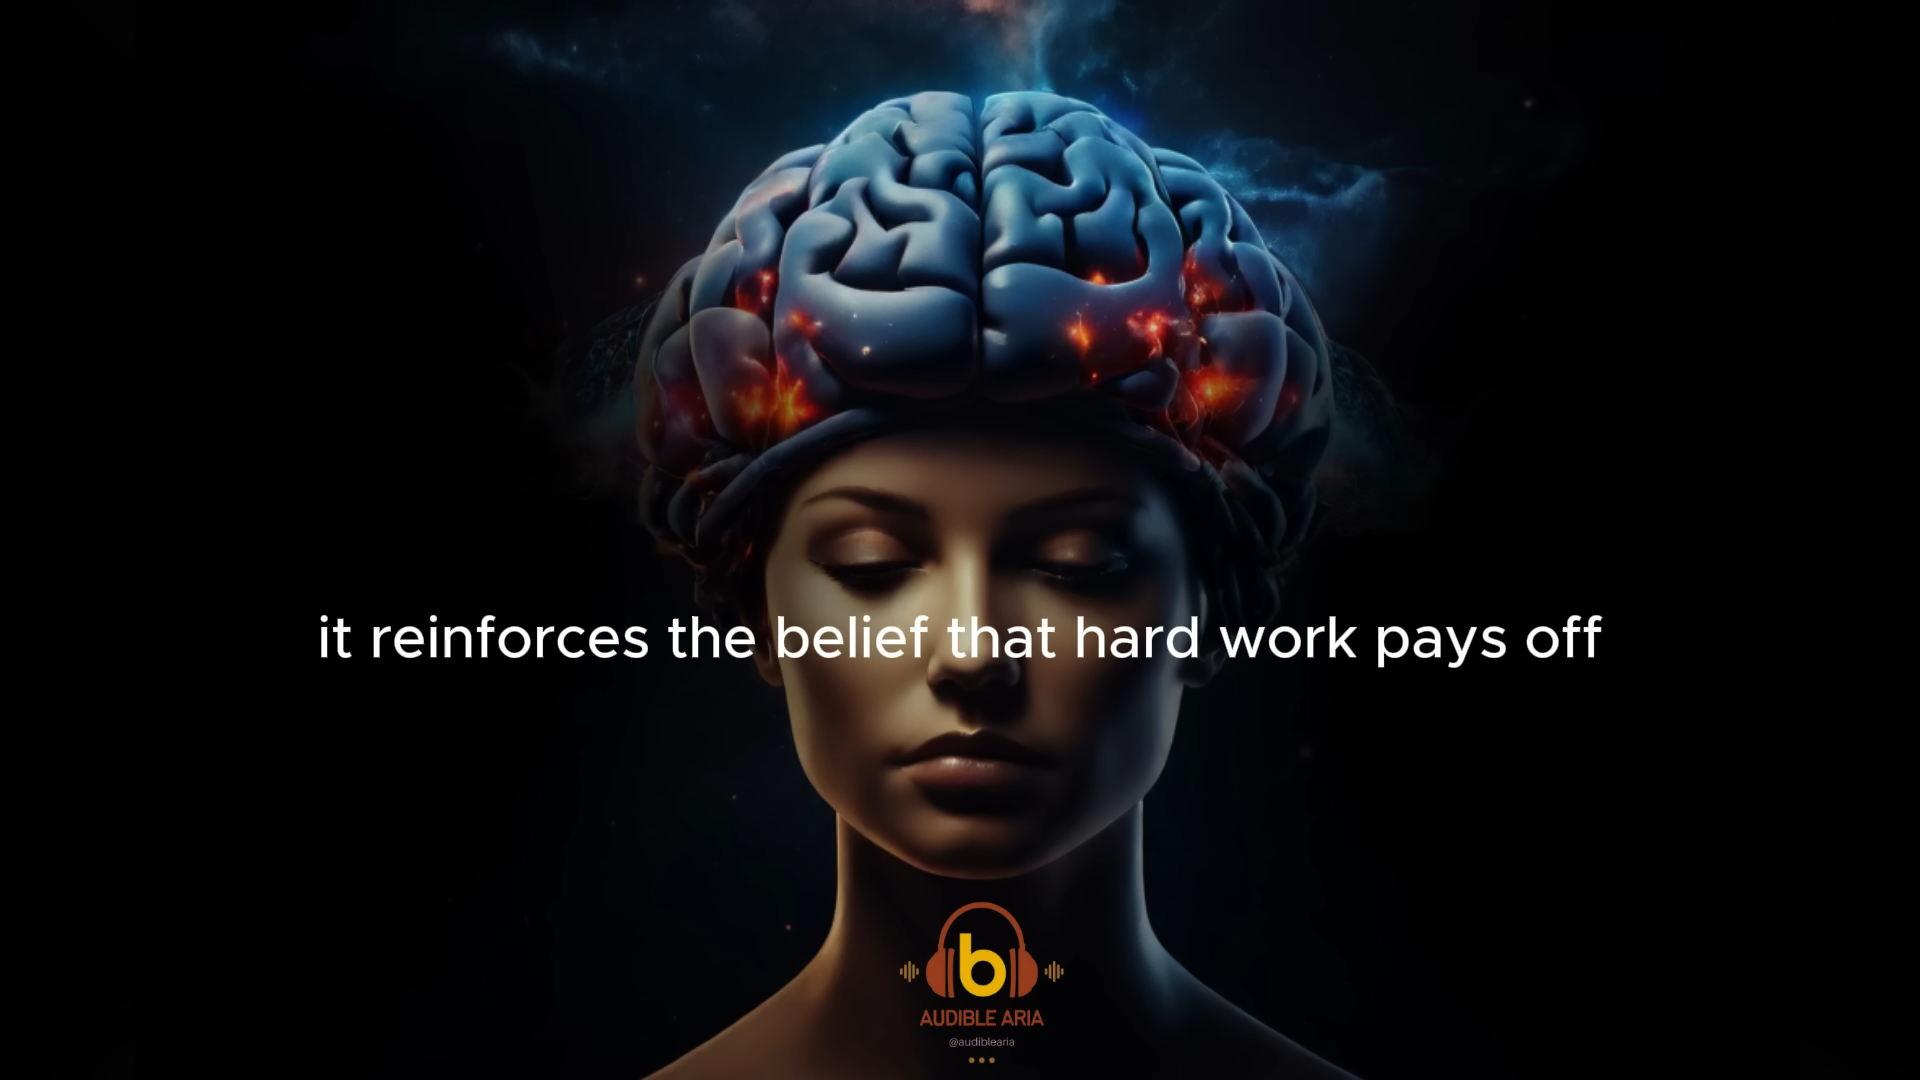 it reinforces the belief that hard work pays off
b
AUDIBLE ARIA
@audiblearia